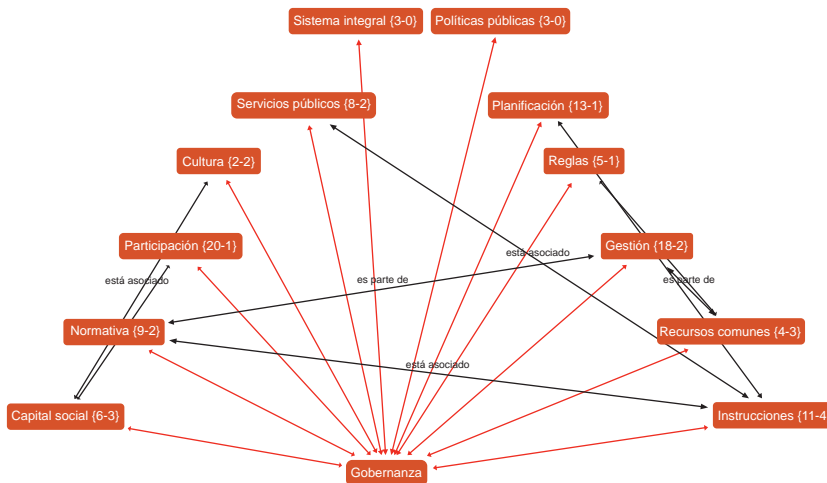 Sistema integral {3-0} Políticas públicas {3-0}
Servicios públicos {8-2} Planificación {13-1}
Cultura {2-2} Reglas {5-1}
Participación {20-1} Gestión {18-2}
está asociado
está asociado es parte de es parte de
Normativa {9-2} Recursos comunes {4-3}
está asociado
Capital social {6-3} Instrucciones {11-4
Gobernanza